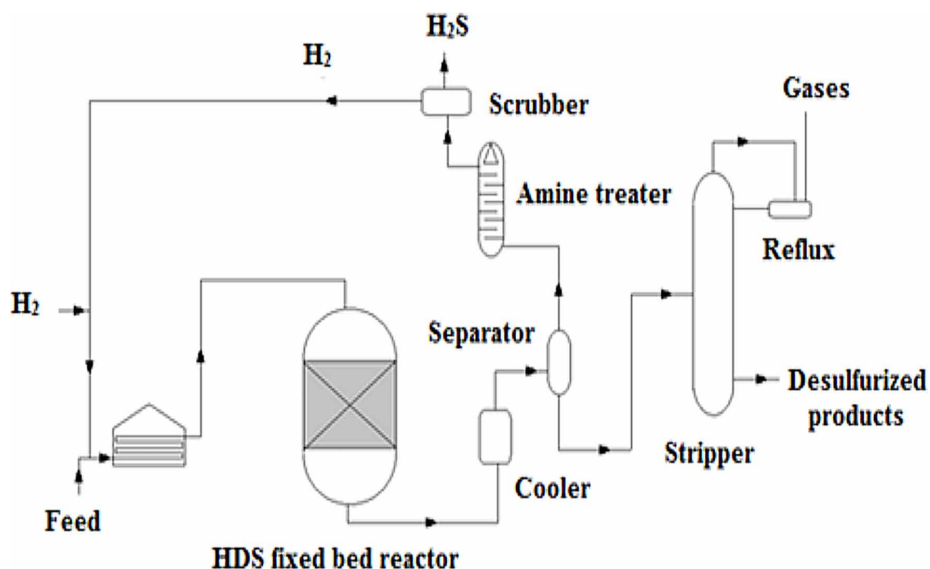 H₂S
H₂
Scrubber
Gases
Amine treater
Reflux
H₂
Separator
Desulfurized
products
Stripper
Cooler
Feed
HDS fixed bed reactor